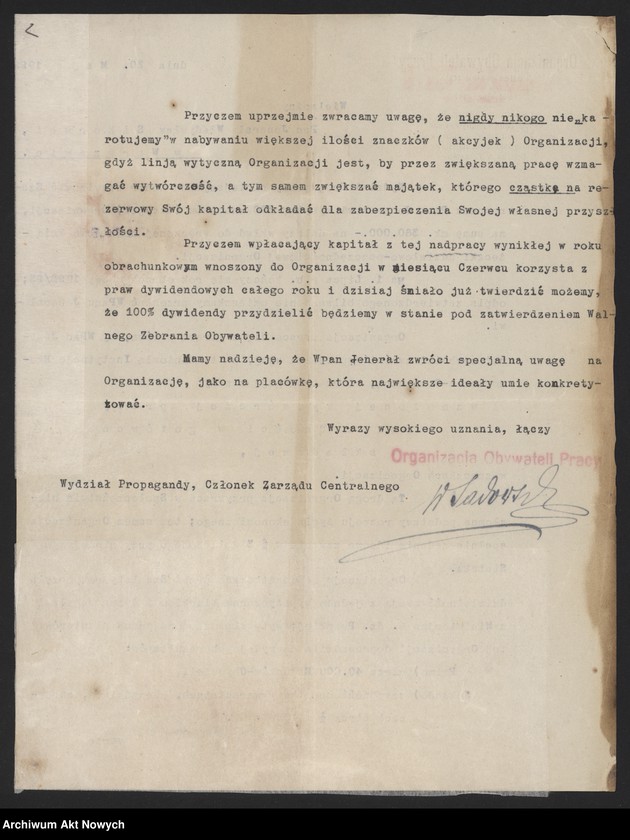 Przyczem uprzejmie zwracamy uwagę, że nigdy nikogo nie„ka -
rotujemy"w nabywaniu większej ilości znaczków ( akcyjek ) Organizacji,
gdyż linją wytyczną Organizacji jest, by przez zwiększaną pracę wzma-
gać wytwórczość, a tym samem zwiększać majątek, którego cząstkę na re-
zerwowy Swój kapitał odkładać dla zabezpieczenia Swojej własnej przysz-
łości.
Przyczem wpłacający kapitał z tej nadpracy wynikłej w roku
obrachunkowym wnoszony do Organizacji w miesiącu Czerwcu korzysta z
praw dywidendowych całego roku i dzisiaj śmiało już twierdzić możemy,
że 100% dywidendy przydzielić będziemy w stanie pod zatwierdzeniem Wal-
nego Zebrania Obywateli.
Mamy nadzieję, że Wpan Jenerał zwróci specjalną uwagę na
Organizację, jako na placówkę, która największe ideały umie konkrety-
zować.
Wyrazy wysokiego uznania, łączy
Organizacja Obywateli Pracy
Wydział Propagandy, Członek Zarządu Centralnego
Archiwum Akt Nowych